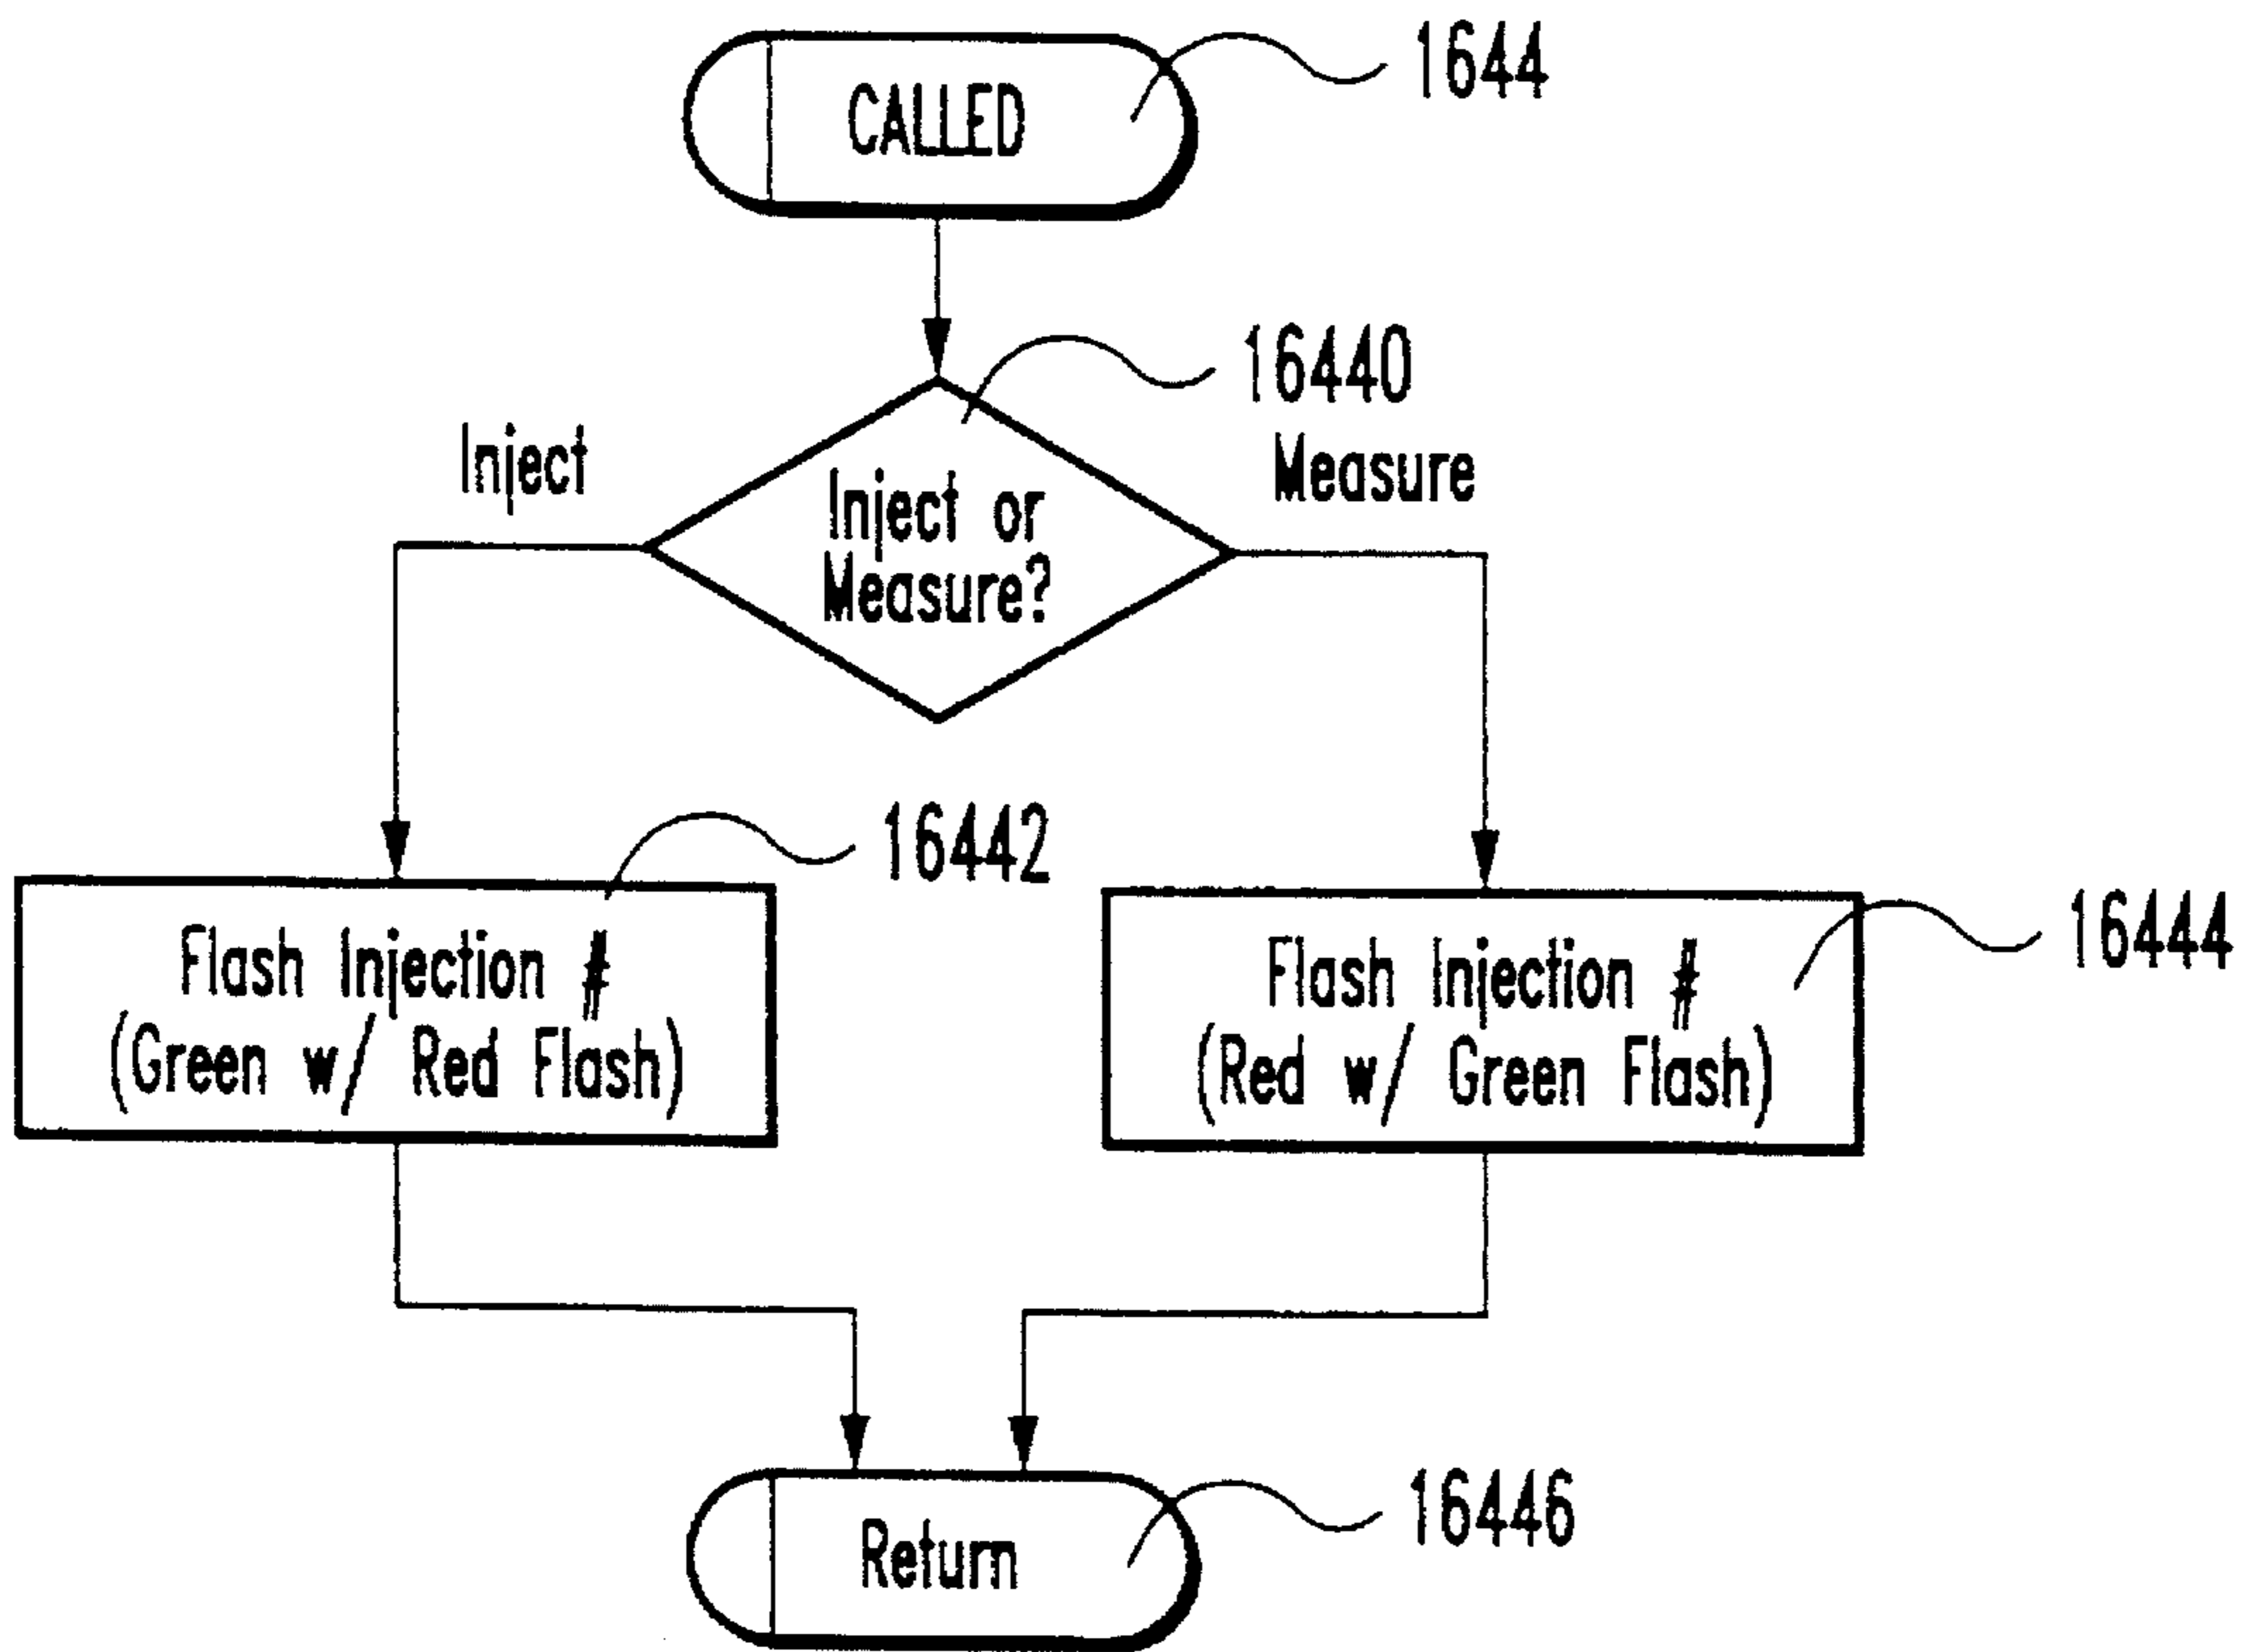 CALLED
1644
16440
Inject
Measure
Inject or
Measure?
16442
Flash Injection #
(Green w/ Red Flash)
16444
Flash Injection #
(Red w/ Green Flash)
Return
16446